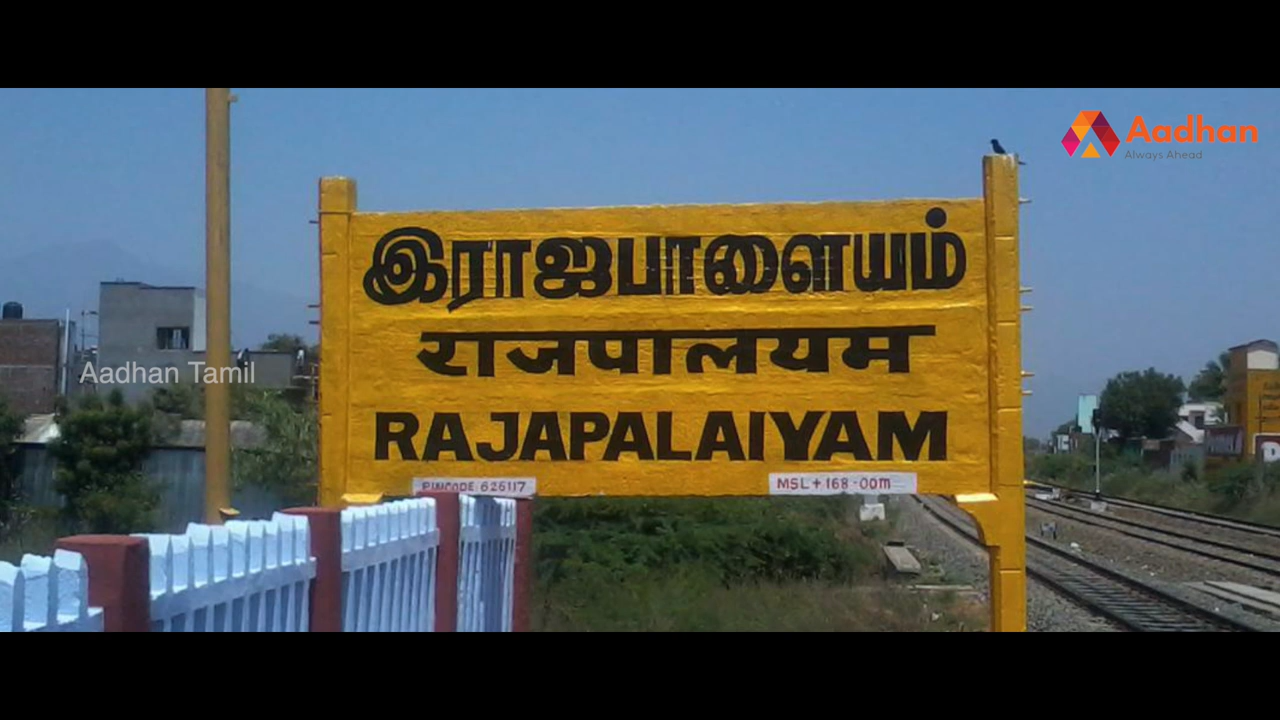 Aadhan
Always Ahead
இராஜபாளையம்
राजपालयम
RAJAPALAIYAM
Aadhan Tamil
PINCODE 626117
MSL + 168-00m